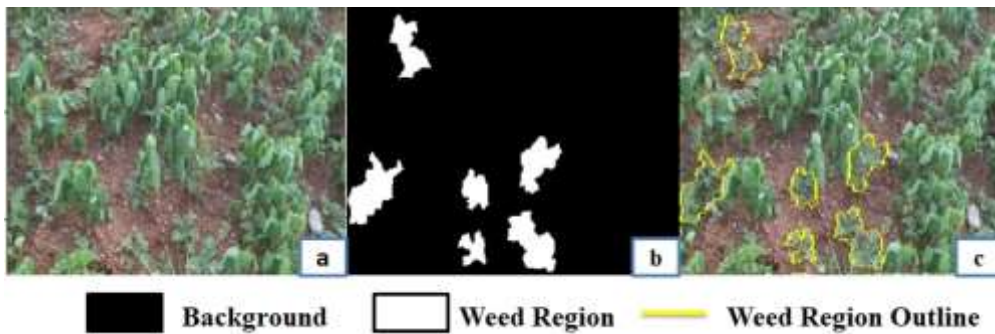 a
b
c
Background
Weed Region
Weed Region Outline